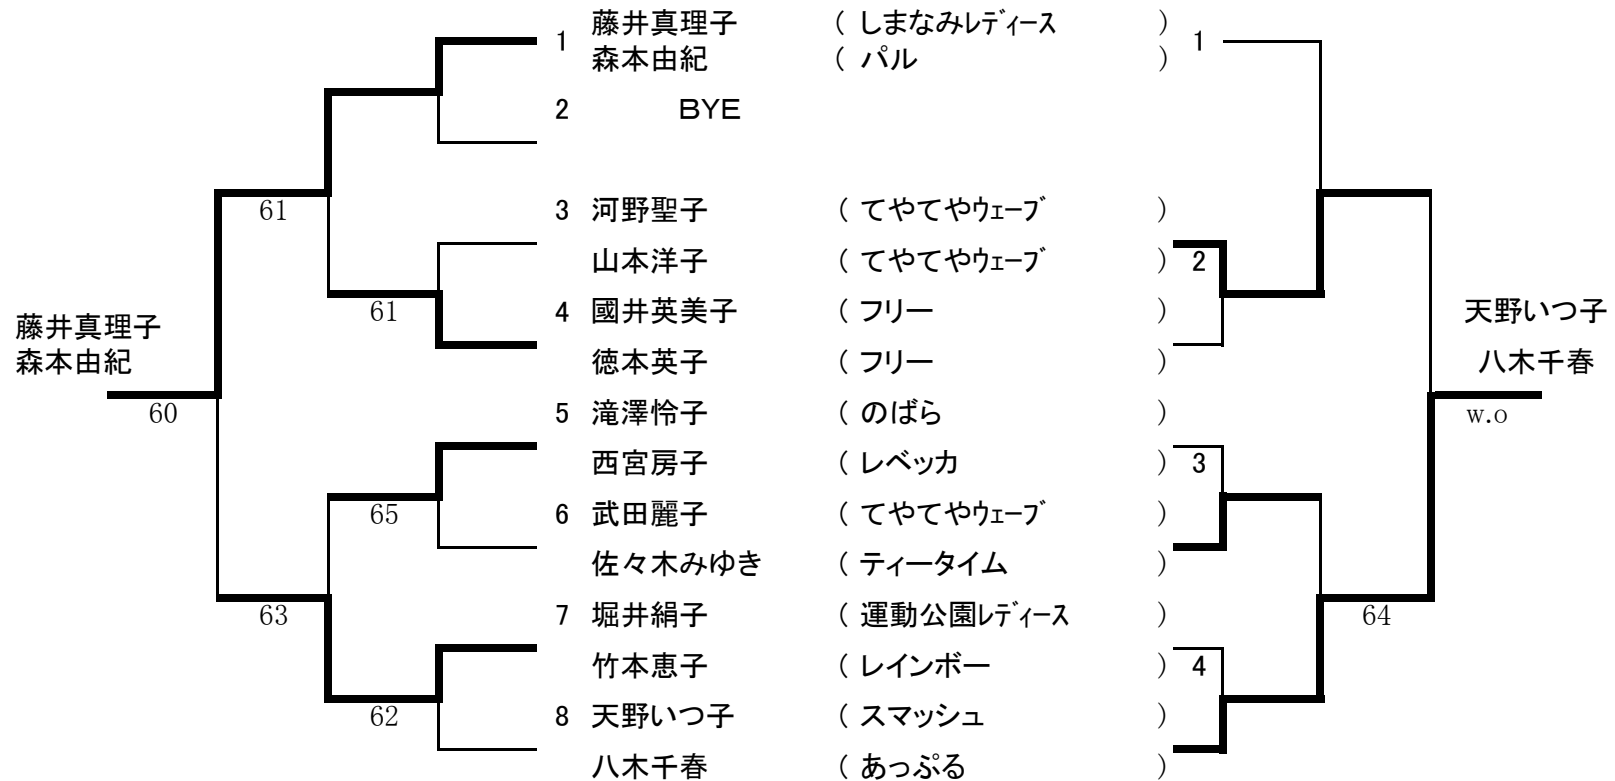 1 藤井真理子 ( しまなみﾚﾃﾞｨｰｽ ) 1
森本由紀 ( パル )
2 BYE
61 3 河野聖子 ( てやてやｳｪｰﾌﾞ )
山本洋子 ( てやてやｳｪｰﾌﾞ ) 2
61 4 國井英美子 ( フリー ) 天野いつ子
藤井真理子
森本由紀 徳本英子 ( フリー ) 八木千春
60 5 滝澤怜子 ( のばら ) w.o
西宮房子 ( レベッカ ) 3
65 6 武田麗子 ( てやてやｳｪｰﾌﾞ )
佐々木みゆき ( ティータイム )
63 7 堀井絹子 ( 運動公園ﾚﾃﾞｨｰｽ ) 64
竹本恵子 ( レインボー ) 4
62 8 天野いつ子 ( スマッシュ )
八木千春 ( あっぷる )